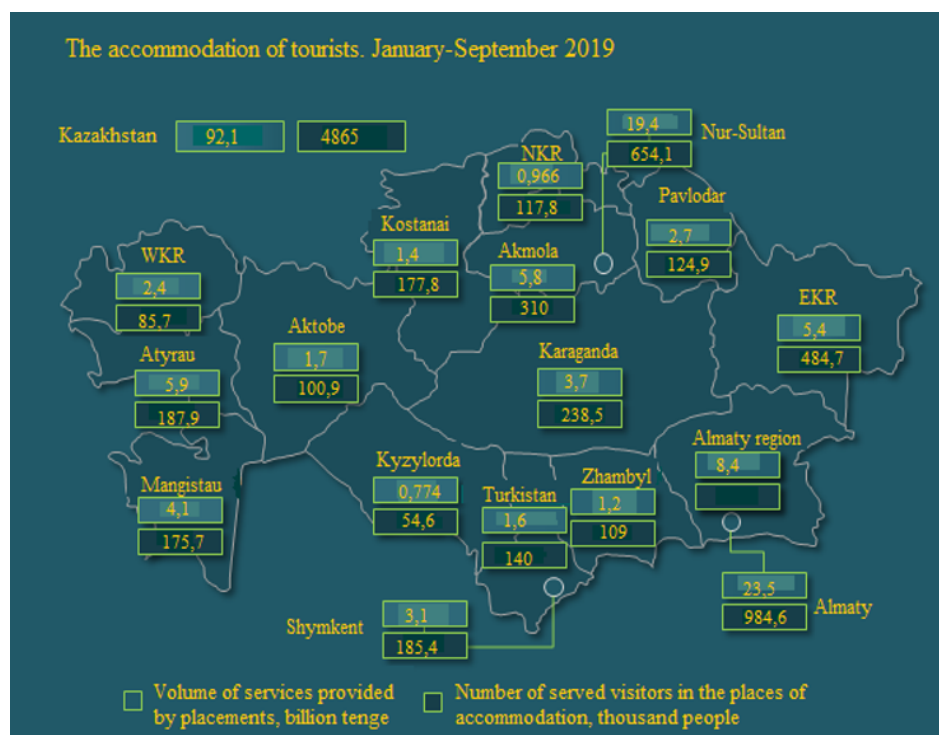 The accommodation of tourists. January-September 2019
Kazakhstan 92,1 4865
19,4
654,1
Nur-Sultan
NKR
0,966
117,8
Pavlodar
2,7
124,9
Kostanai
1,4
177,8
Akmola
5,8
310
WKR
2,4
85,7
EKR
5,4
484,7
Aktobe
1,7
100,9
Atyrau
5,9
187,9
Karaganda
3,7
238,5
Almaty region
8,4
Mangistau
4,1
175,7
Kyzylorda
0,774
54,6
Turkistan
1,6
140
Zhambyl
1,2
109
23,5
984,6
Almaty
Shymkent
3,1
185,4
Volume of services provided
by placements, billion tenge
Number of served visitors in the places of
accommodation, thousand people